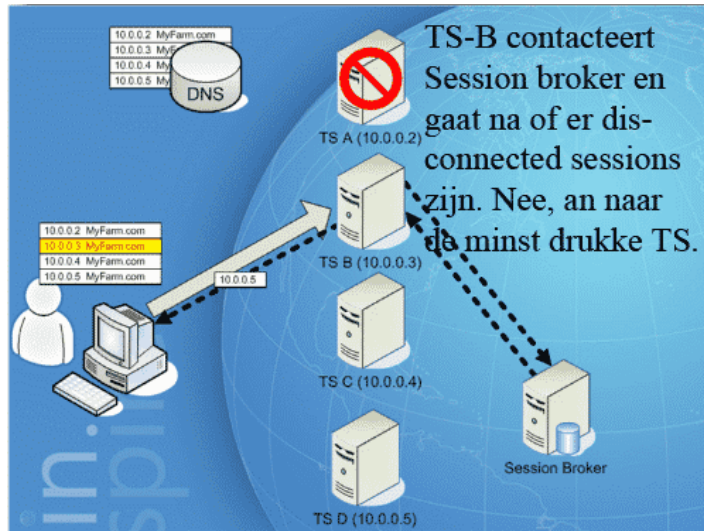 10.0.0.2 MyFarm.com
10.0.0.3 MyFarm.c
10.0.0.4 My
10.0.0.5 My
DNS
TS A (10.0.0.2)
TS-B contacteert
Session broker en
gaat na of er dis-
connected sessions
zijn. Nee, an naar
de minst drukke TS.
10.0.0.2 MyFarm.com
10.0.0.3 MyFarm.com
10.0.0.4 MyFarm.com
10.0.0.5 MyFarm.com
10.0.0.5
TS B (10.0.0.3)
TS C (10.0.0.4)
Session Broker
TS D (10.0.0.5)
in.
spin